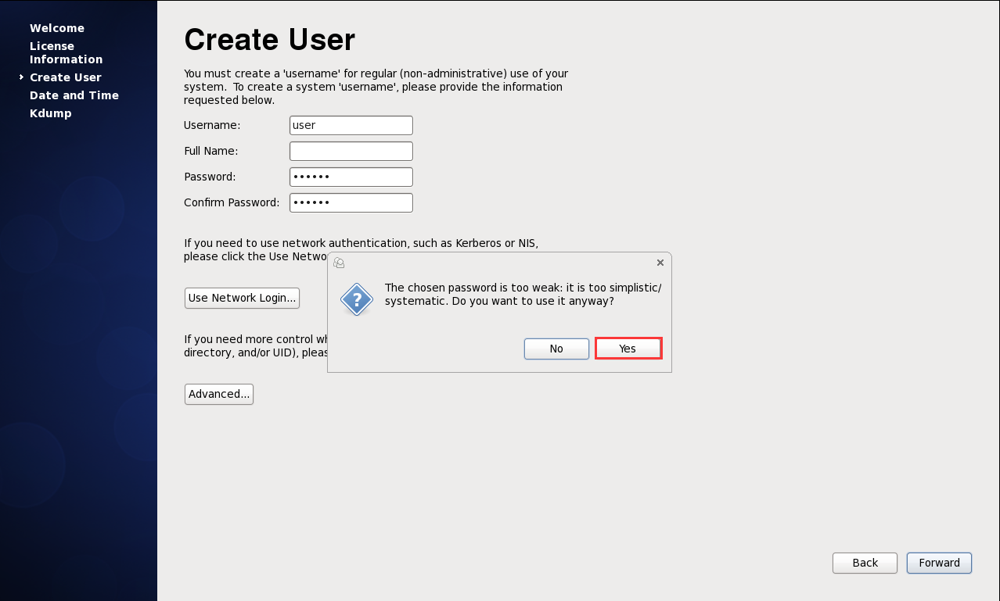 Welcome
License
Information
Create User
Date and Time
Kdump
Create User
You must create a 'username' for regular (non-administrative) use of your
system.  To create a system 'username', please provide the information
requested below.
Username: user
Full Name:
Password: ••••••
Confirm Password: ••••••
If you need to use network authentication, such as Kerberos or NIS,
please click the Use Netwo
The chosen password is too weak: it is too simplistic/
systematic. Do you want to use it anyway?
Use Network Login...
If you need more control wh
directory, and/or UID), pleas
No Yes
Advanced...
Back Forward